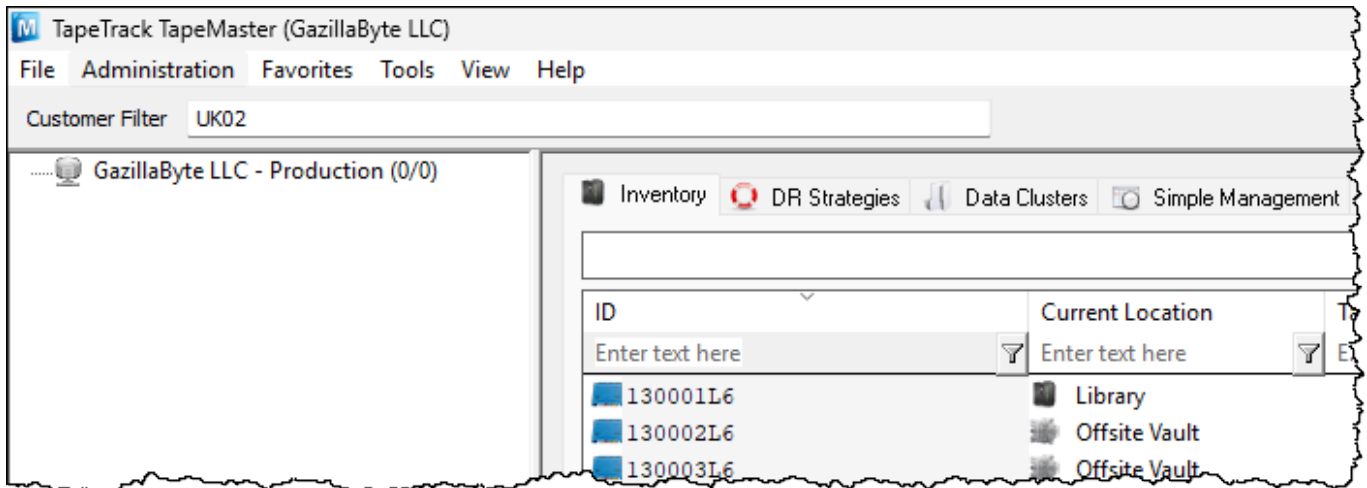 M TapeTrack TapeMaster (GazillaByte LLC)
File Administration Favorites Tools View Help
Customer Filter UK02
GazillaByte LLC - Production (0/0)
Inventory DR Strategies Data Clusters Simple Management
ID Current Location
Enter text here Enter text here
130001L6 Library
130002L6 Offsite Vault
130003L6 Offsite Vault